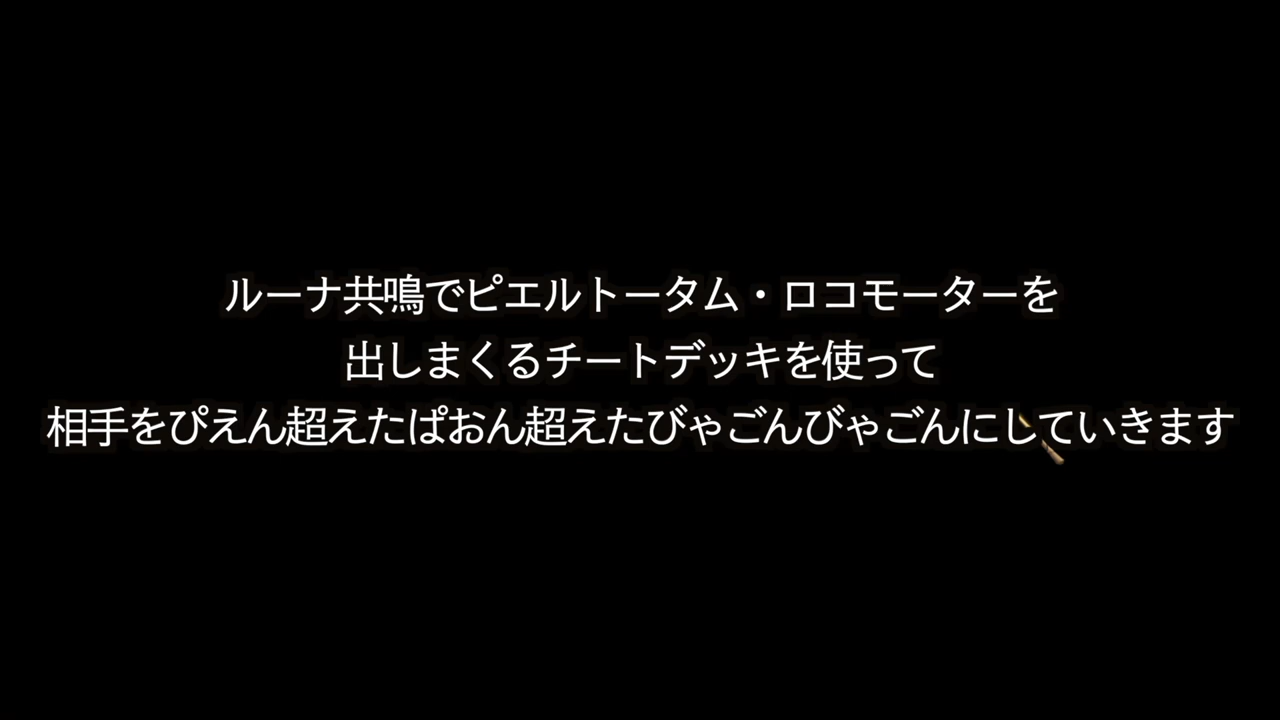 ルーナ共鳴でピエルトータム・ロコモーターを
出しまくるチートデッキを使って
相手をぴえん超えたぱおん超えたびゃごんびゃごんにしていきます